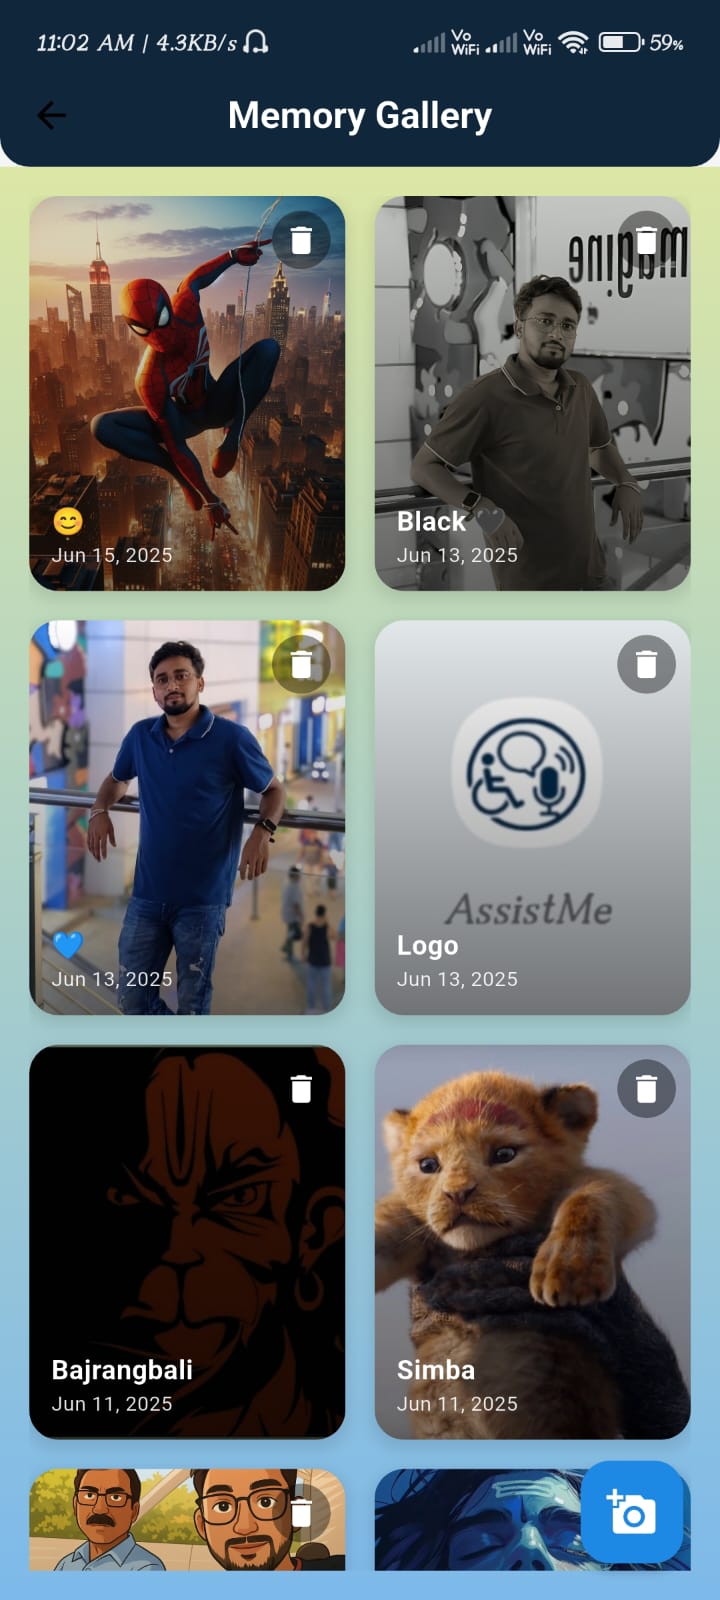 11:02 AM | 4.3KB/s
Vo WiFi Vo WiFi 59%
Memory Gallery
😊
Jun 15, 2025
imagine
Black 🖤
Jun 13, 2025
💙
Jun 13, 2025
AssistMe
Logo
Jun 13, 2025
Bajrangbali
Jun 11, 2025
Simba
Jun 11, 2025